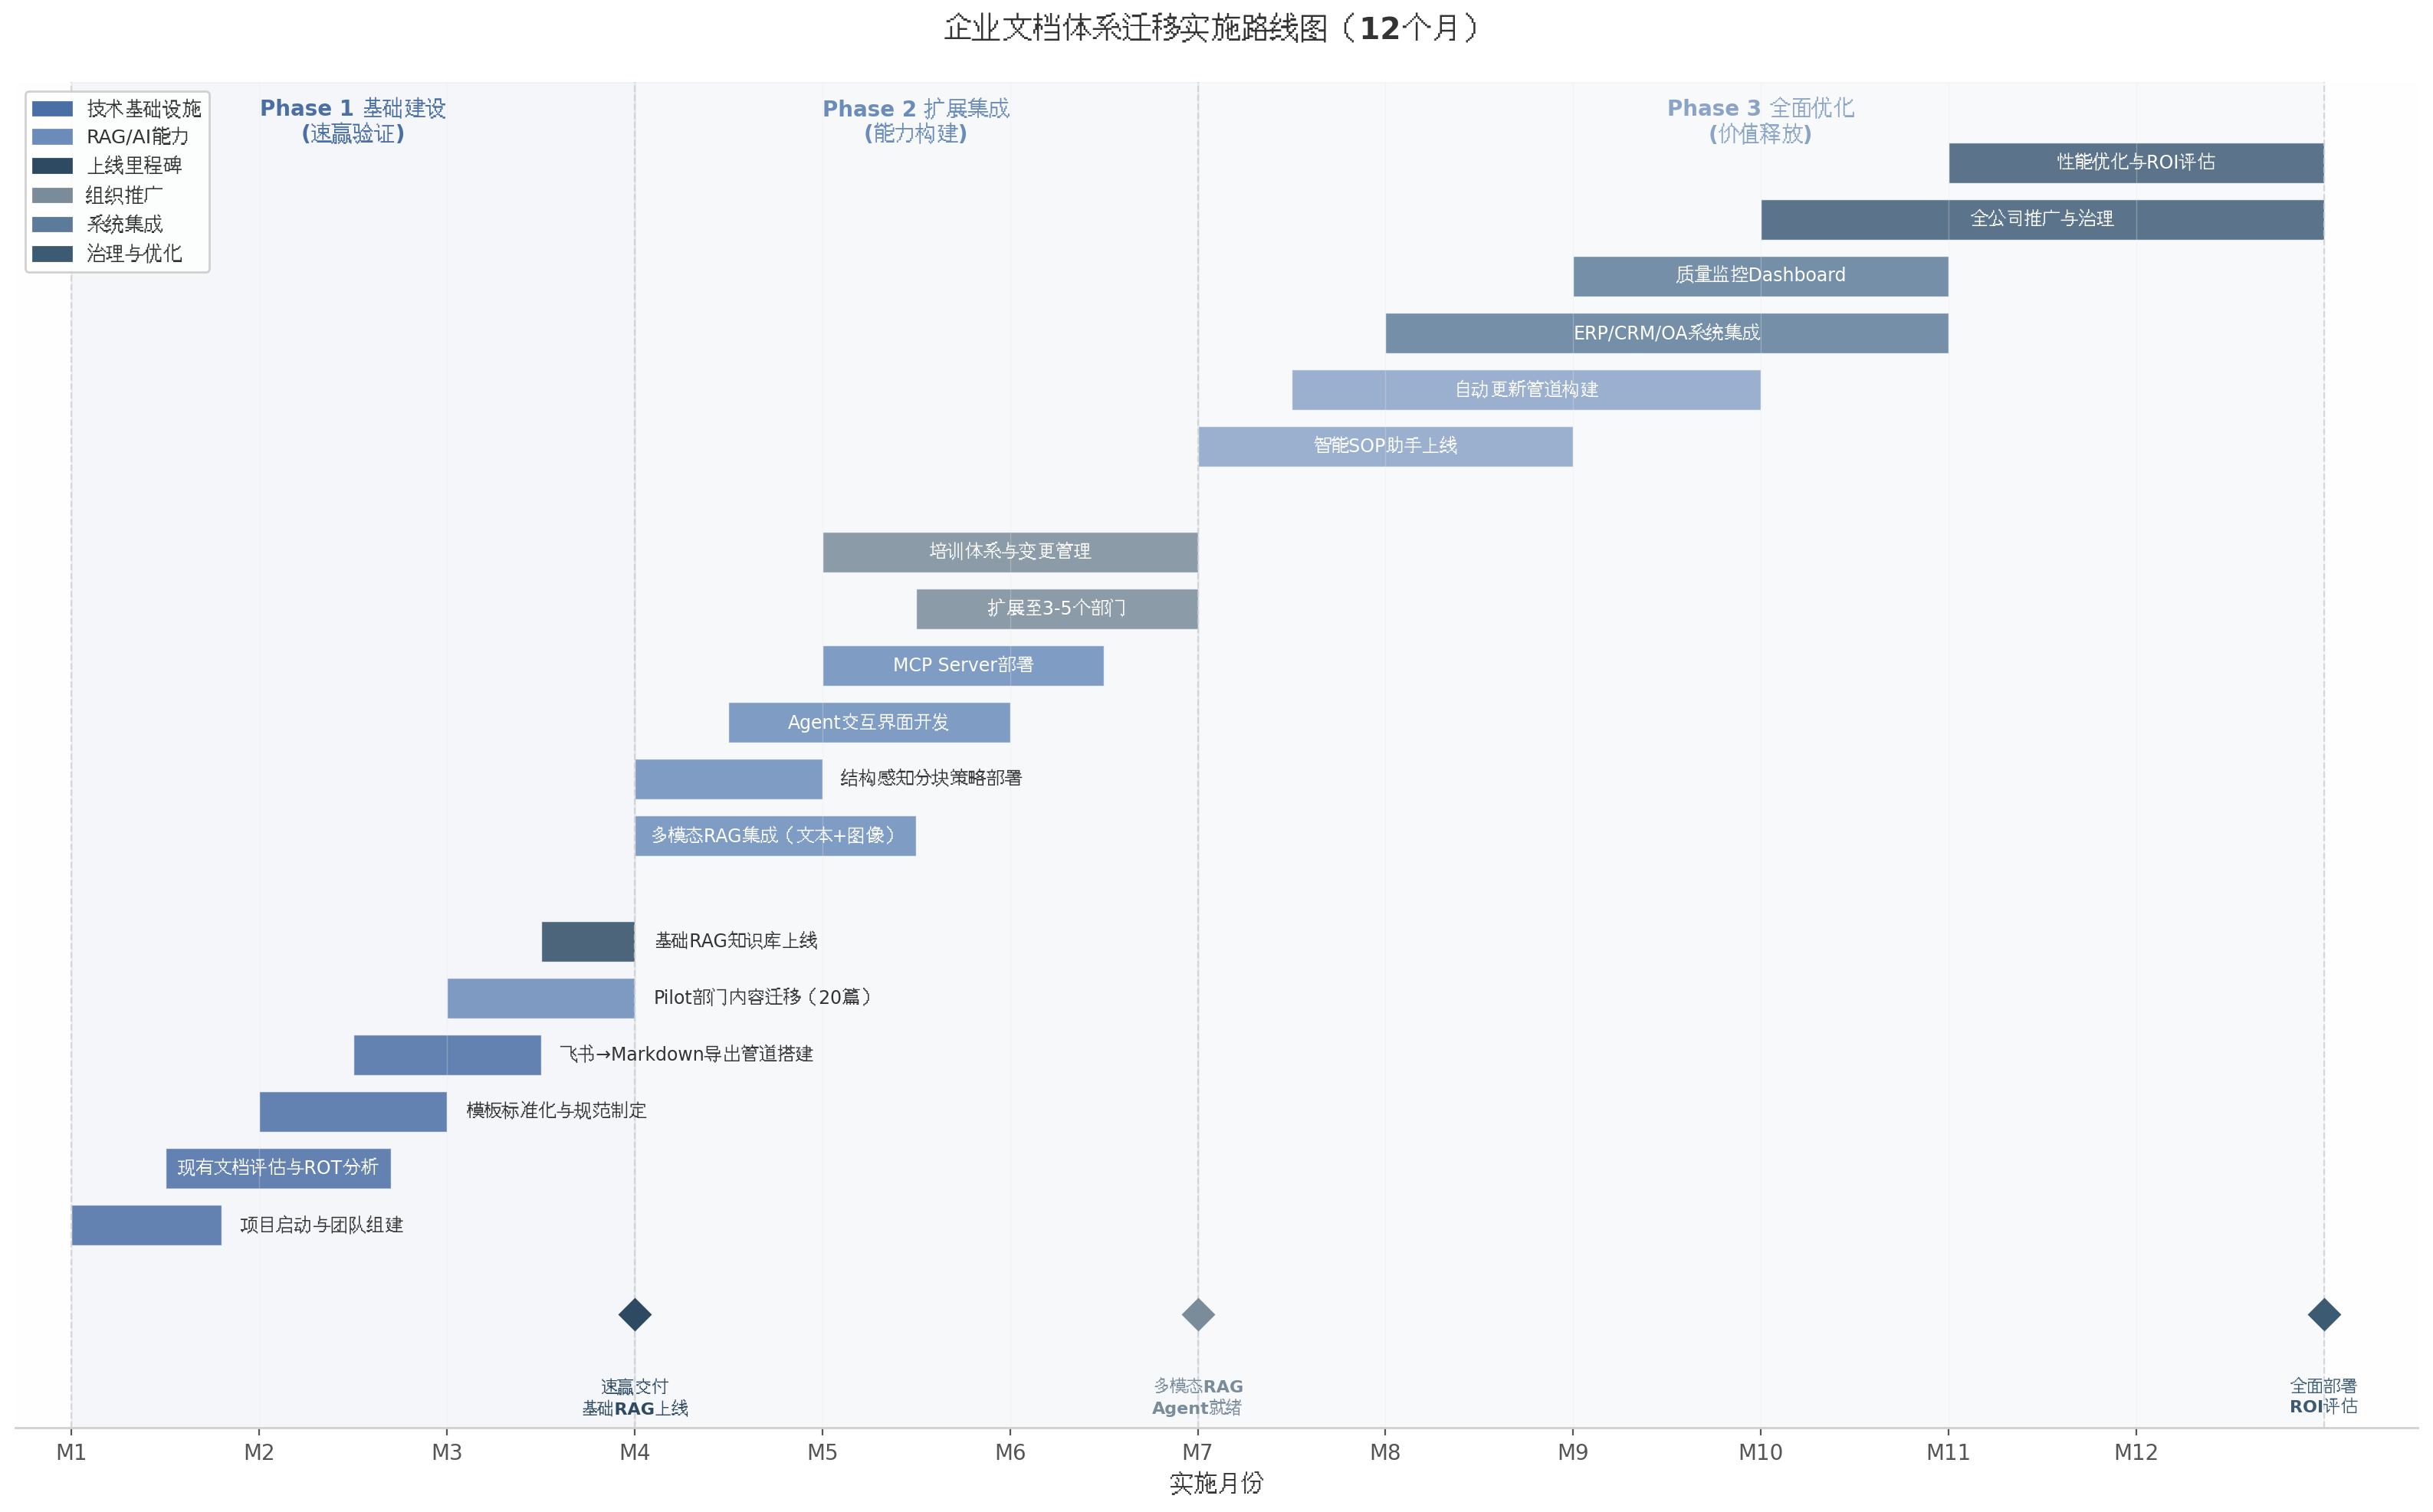 企业文档体系迁移实施路线图（12个月）
技术基础设施
RAG/AI能力
上线里程碑
组织推广
系统集成
治理与优化
Phase 1 基础建设
(速赢验证)
Phase 2 扩展集成
(能力构建)
Phase 3 全面优化
(价值释放)
性能优化与ROI评估
全公司推广与治理
质量监控Dashboard
ERP/CRM/OA系统集成
自动更新管道构建
智能SOP助手上线
培训体系与变更管理
扩展至3-5个部门
MCP Server部署
Agent交互界面开发
结构感知分块策略部署
多模态RAG集成（文本+图像）
基础RAG知识库上线
Pilot部门内容迁移（20篇）
飞书→Markdown导出管道搭建
模板标准化与规范制定
现有文档评估与ROT分析
项目启动与团队组建
速赢交付
基础RAG上线
多模态RAG
Agent就绪
全面部署
ROI评估
M1 M2 M3 M4 M5 M6 M7 M8 M9 M10 M11 M12
实施月份